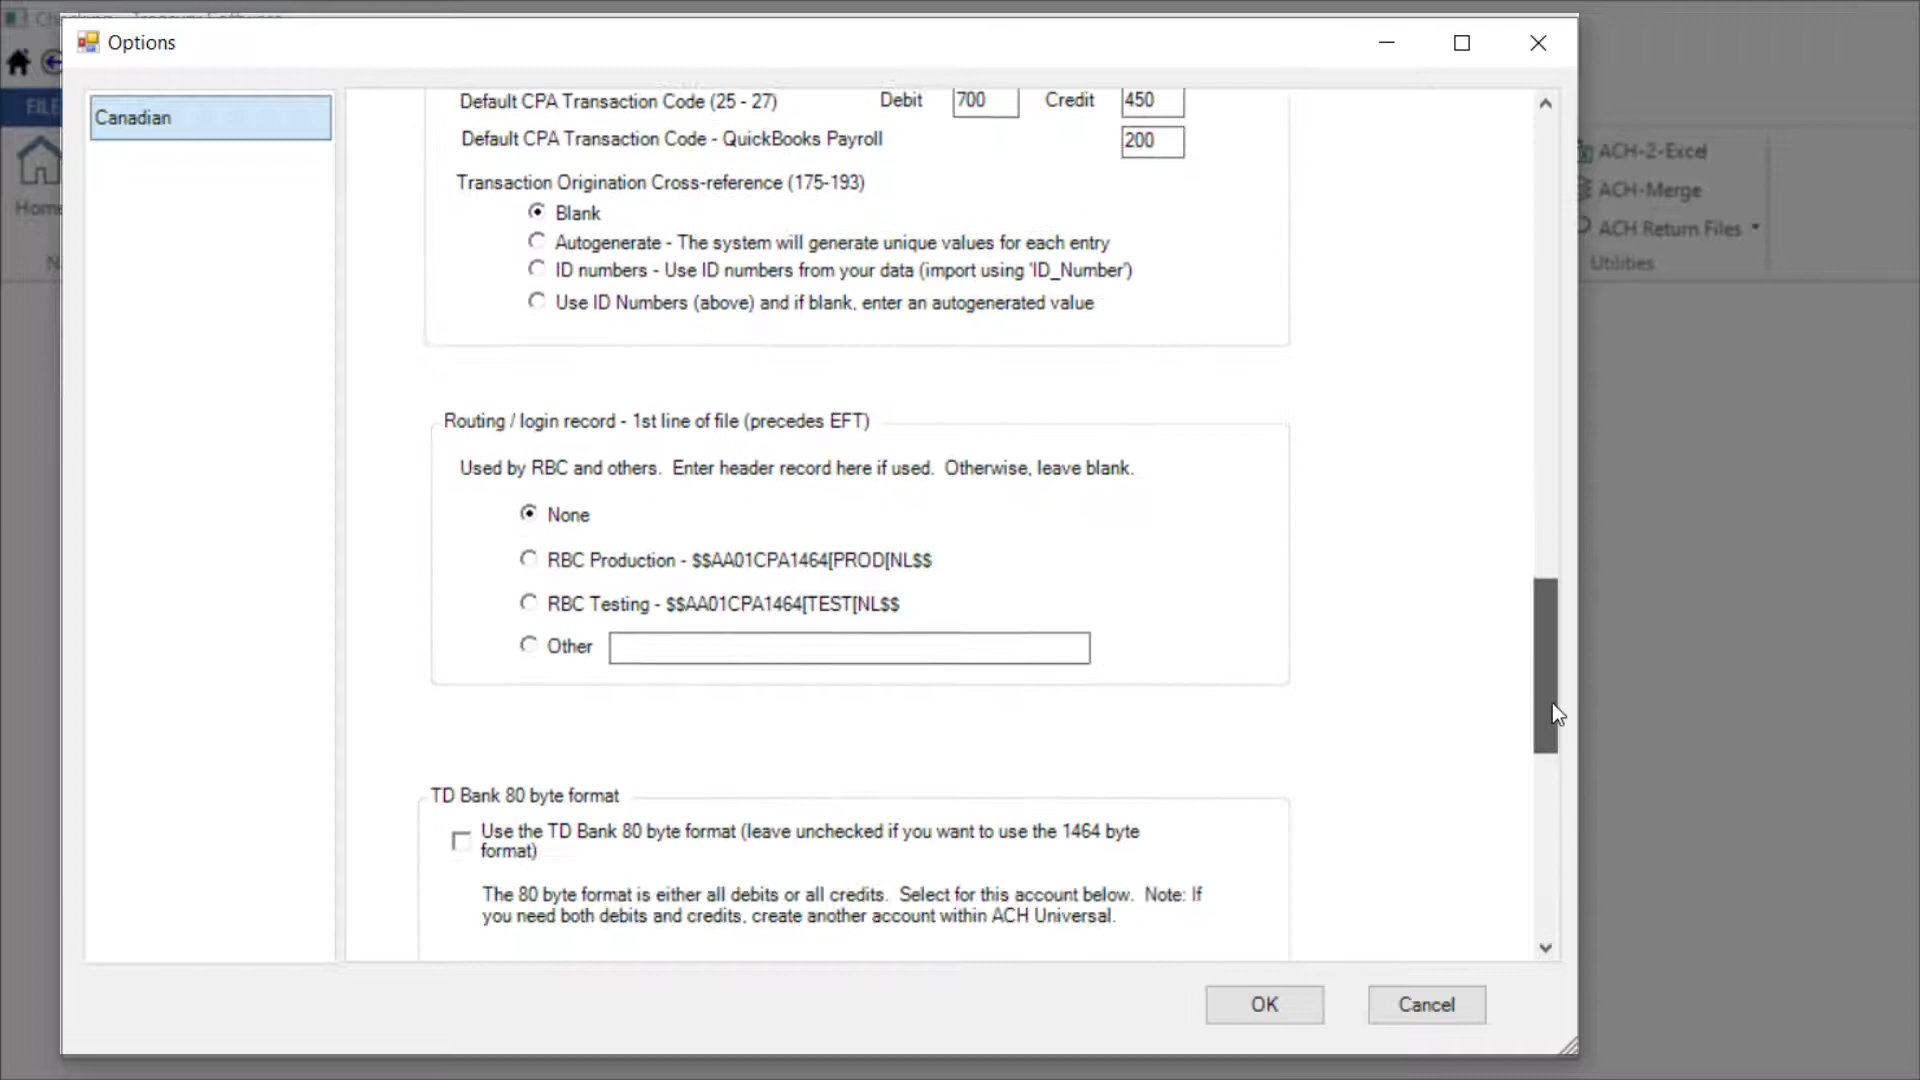 Options
FILE
Home
Canadian
Default CPA Transaction Code (25 - 27) Debit 700 Credit 450
Default CPA Transaction Code - QuickBooks Payroll 200
Transaction Origination Cross-reference (175-193)
Blank
Autogenerate - The system will generate unique values for each entry
ID numbers - Use ID numbers from your data (import using 'ID_Number')
Use ID Numbers (above) and if blank, enter an autogenerated value
Routing / login record - 1st line of file (precedes EFT)
Used by RBC and others. Enter header record here if used. Otherwise, leave blank.
None
RBC Production - $$AA01CPA1464[PROD[NL$$
RBC Testing - $$AA01CPA1464[TEST[NL$$
Other
TD Bank 80 byte format
Use the TD Bank 80 byte format (leave unchecked if you want to use the 1464 byte
format)
The 80 byte format is either all debits or all credits. Select for this account below. Note: If
you need both debits and credits, create another account within ACH Universal.
OK Cancel
ACH-2-Excel
ACH-Merge
ACH Return Files
Utilities